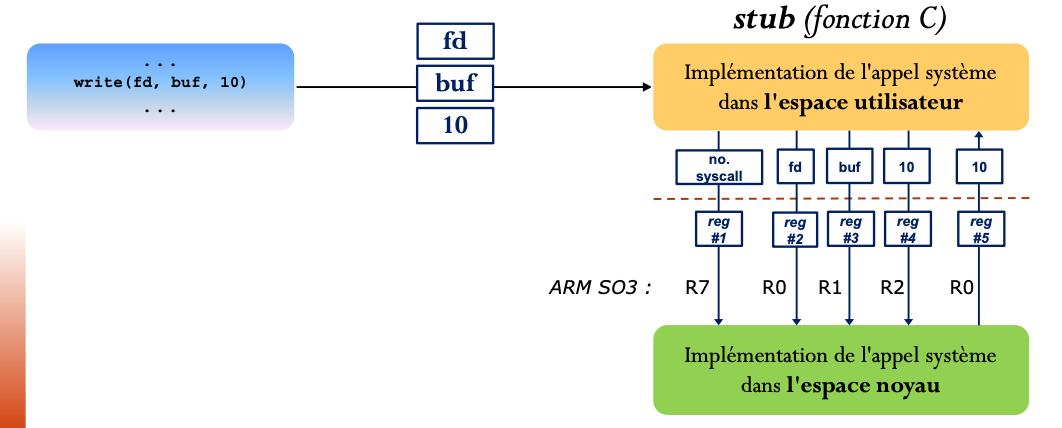 stub (fonction C)
...
write(fd, buf, 10)
...
fd
buf
10
Implémentation de l'appel système
dans l'espace utilisateur
no.
syscall
fd
buf
10
10
reg
#1
reg
#2
reg
#3
reg
#4
reg
#5
ARM SO3 :
R7
R0
R1
R2
R0
Implémentation de l'appel système
dans l'espace noyau